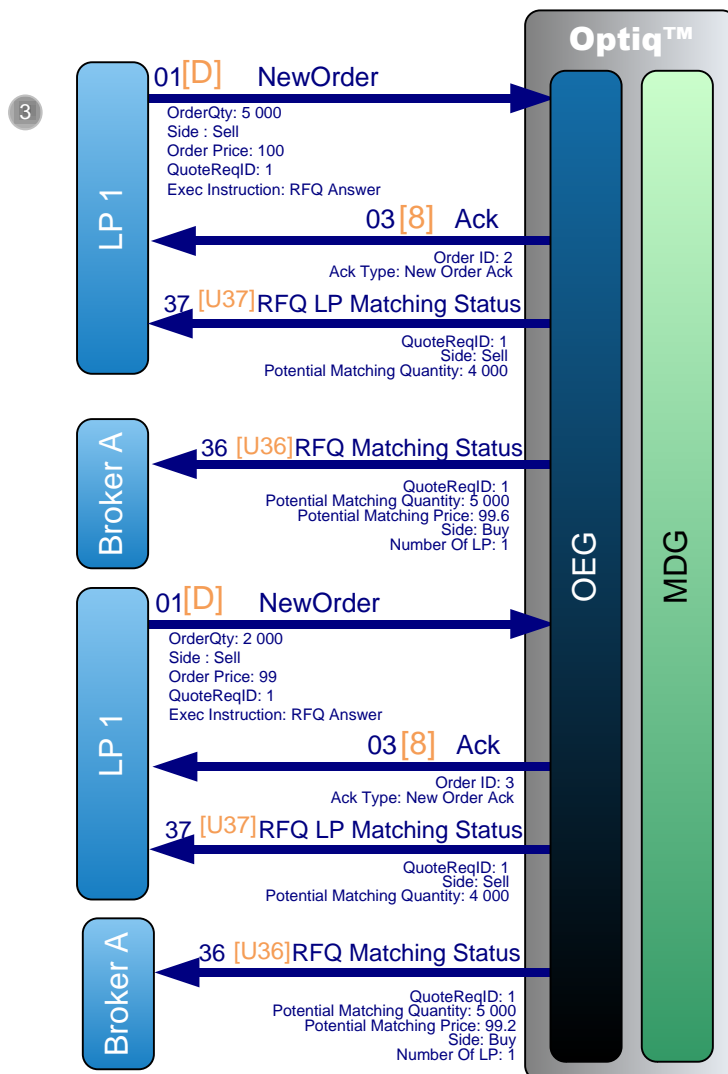 Optiq™
3
LP 1
01[D] NewOrder
OrderQty: 5 000
Side : Sell
Order Price: 100
QuoteReqID: 1
Exec Instruction: RFQ Answer
03[8] Ack
Order ID: 2
Ack Type: New Order Ack
37 [U37]RFQ LP Matching Status
QuoteReqID: 1
Side: Sell
Potential Matching Quantity: 4 000
Broker A
36 [U36]RFQ Matching Status
QuoteReqID: 1
Potential Matching Quantity: 5 000
Potential Matching Price: 99.6
Side: Buy
Number Of LP: 1
LP 1
01[D] NewOrder
OrderQty: 2 000
Side : Sell
Order Price: 99
QuoteReqID: 1
Exec Instruction: RFQ Answer
03[8] Ack
Order ID: 3
Ack Type: New Order Ack
37 [U37]RFQ LP Matching Status
QuoteReqID: 1
Side: Sell
Potential Matching Quantity: 4 000
Broker A
36 [U36]RFQ Matching Status
QuoteReqID: 1
Potential Matching Quantity: 5 000
Potential Matching Price: 99.2
Side: Buy
Number Of LP: 1
OEG
MDG